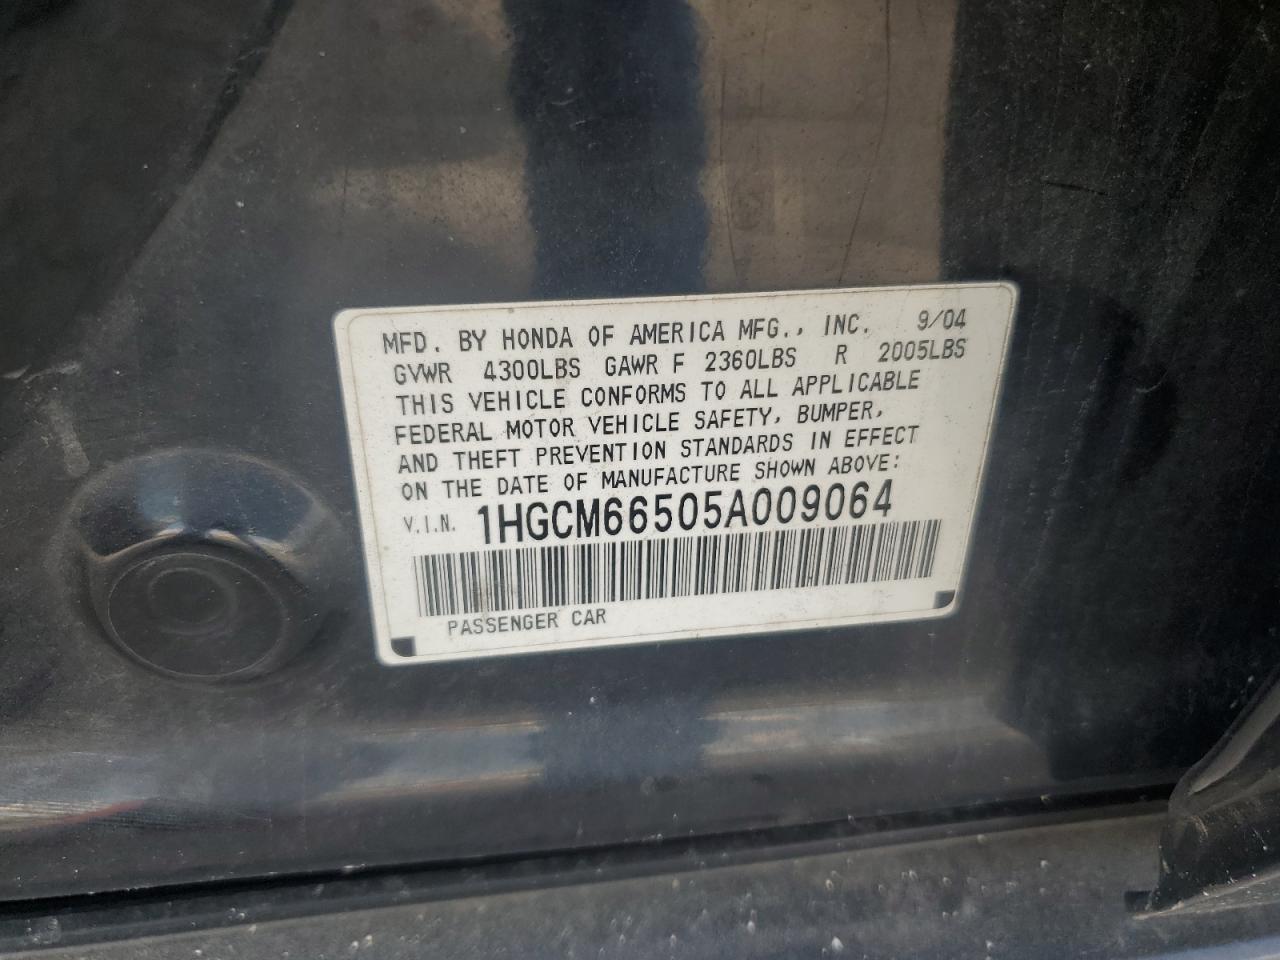 MFD. BY HONDA OF AMERICA MFG., INC. 9/04
GVWR 4300LBS GAWR F 2360LBS R 2005LBS
THIS VEHICLE CONFORMS TO ALL APPLICABLE
FEDERAL MOTOR VEHICLE SAFETY, BUMPER,
AND THEFT PREVENTION STANDARDS IN EFFECT
ON THE DATE OF MANUFACTURE SHOWN ABOVE:
V.I.N. 1HGCM66505A009064
PASSENGER CAR